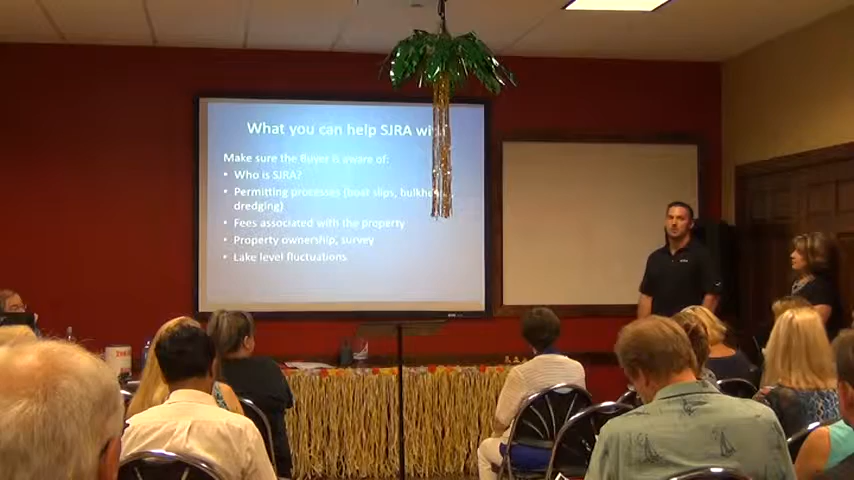 What you can help SJRA with
Make sure the Buyer is aware of:
• Who is SJRA?
• Permitting processes (boat slips, bulkhe
dredging)
• Fees associated with the property
• Property ownership, survey
• Lake level fluctuations